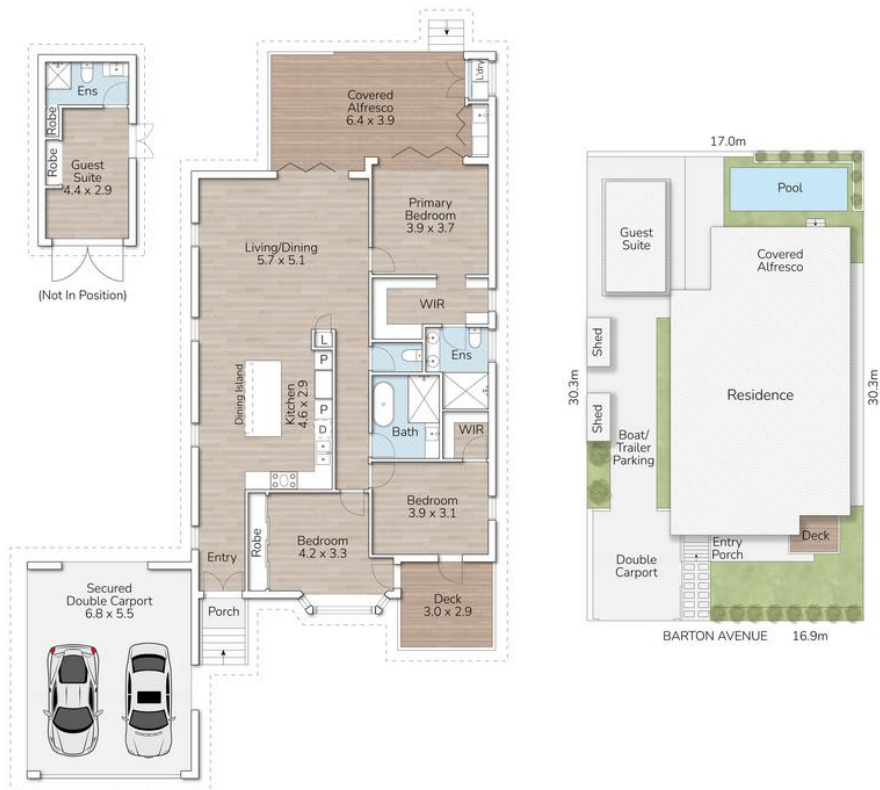 Ens
Robe
Robe
Guest
Suite
4.4 x 2.9
(Not In Position)
Covered
Alfresco
6.4 x 3.9
L'dry
Primary
Bedroom
3.9 x 3.7
Living/Dining
5.7 x 5.1
WIR
L
P
Ens
Dining Island
Kitchen
4.6 x 2.9
P
D
Bath
WIR
Bedroom
3.9 x 3.1
Bedroom
4.2 x 3.3
Robe
Entry
Porch
Deck
3.0 x 2.9
Secured
Double Carport
6.8 x 5.5
17.0m
Pool
Guest
Suite
Covered
Alfresco
Shed
Shed
30.3m
Residence
30.3m
Boat/
Trailer
Parking
Double
Carport
Entry
Porch
Deck
BARTON AVENUE 16.9m